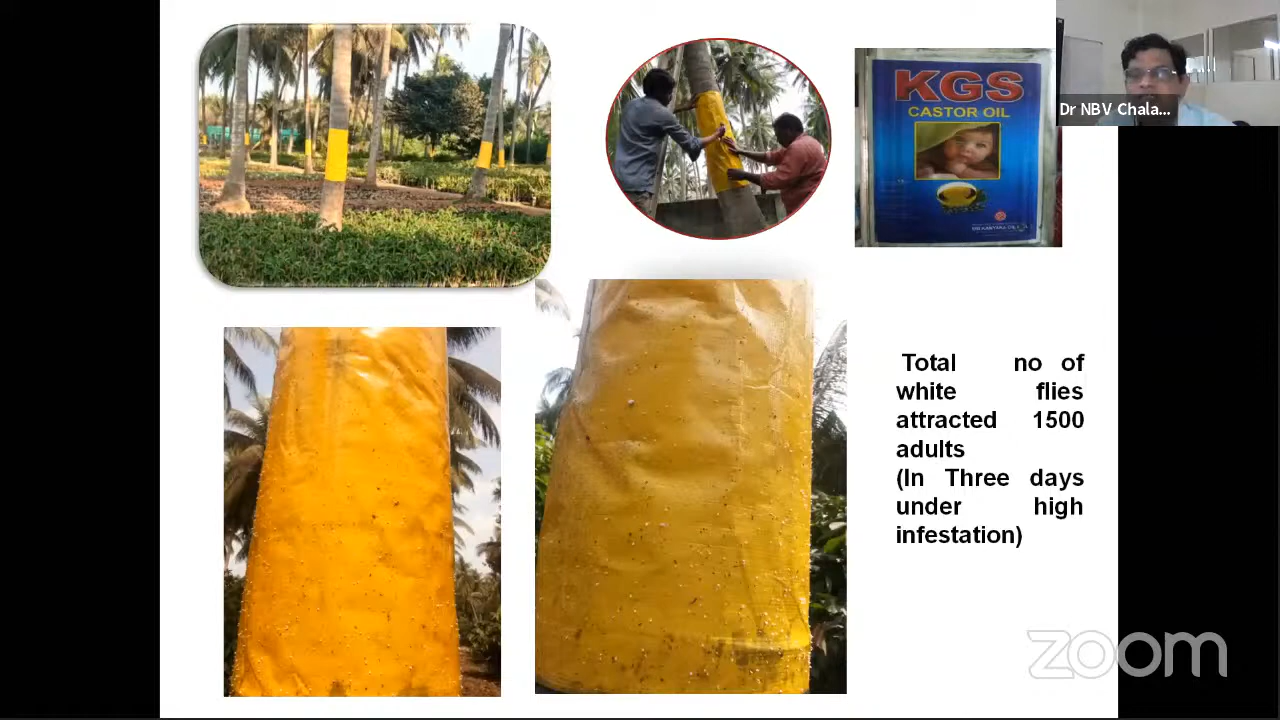 KGS
CASTOR OIL
Dr NBV Chala...
Total no of
white flies
attracted 1500
adults
(In Three days
under high
infestation)
zoom